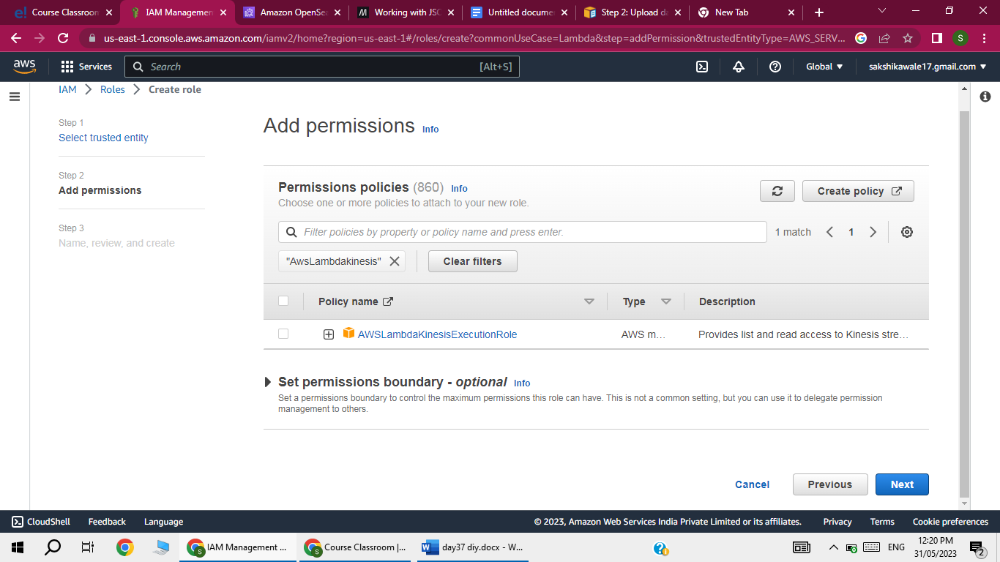 Course Classroom
IAM Management
Amazon OpenSe
Working with JSO
Untitled docume
Step 2: Upload da
New Tab
us-east-1.console.aws.amazon.com/iamv2/home?region=us-east-1#/roles/create?commonUseCase=Lambda&step=addPermission&trustedEntityType=AWS_SERV...
S
aws
Services
Search
[Alt+S]
Global
sakshikawale17.gmail.com
IAM
Roles
Create role
Step 1
Select trusted entity
Step 2
Add permissions
Step 3
Name, review, and create
Add permissions Info
Permissions policies (860) Info
Choose one or more policies to attach to your new role.
Create policy
Filter policies by property or policy name and press enter.
1 match
1
"AwsLambdakinesis"
Clear filters
Policy name
Type
Description
AWSLambdaKinesisExecutionRole
AWS m...
Provides list and read access to Kinesis stre...
Set permissions boundary - optional Info
Set a permissions boundary to control the maximum permissions this role can have. This is not a common setting, but you can use it to delegate permission
management to others.
Cancel
Previous
Next
CloudShell
Feedback
Language
© 2023, Amazon Web Services India Private Limited or its affiliates.
Privacy
Terms
Cookie preferences
IAM Management ...
Course Classroom |...
day37 diy.docx - W...
ENG
12:20 PM
31/05/2023
2